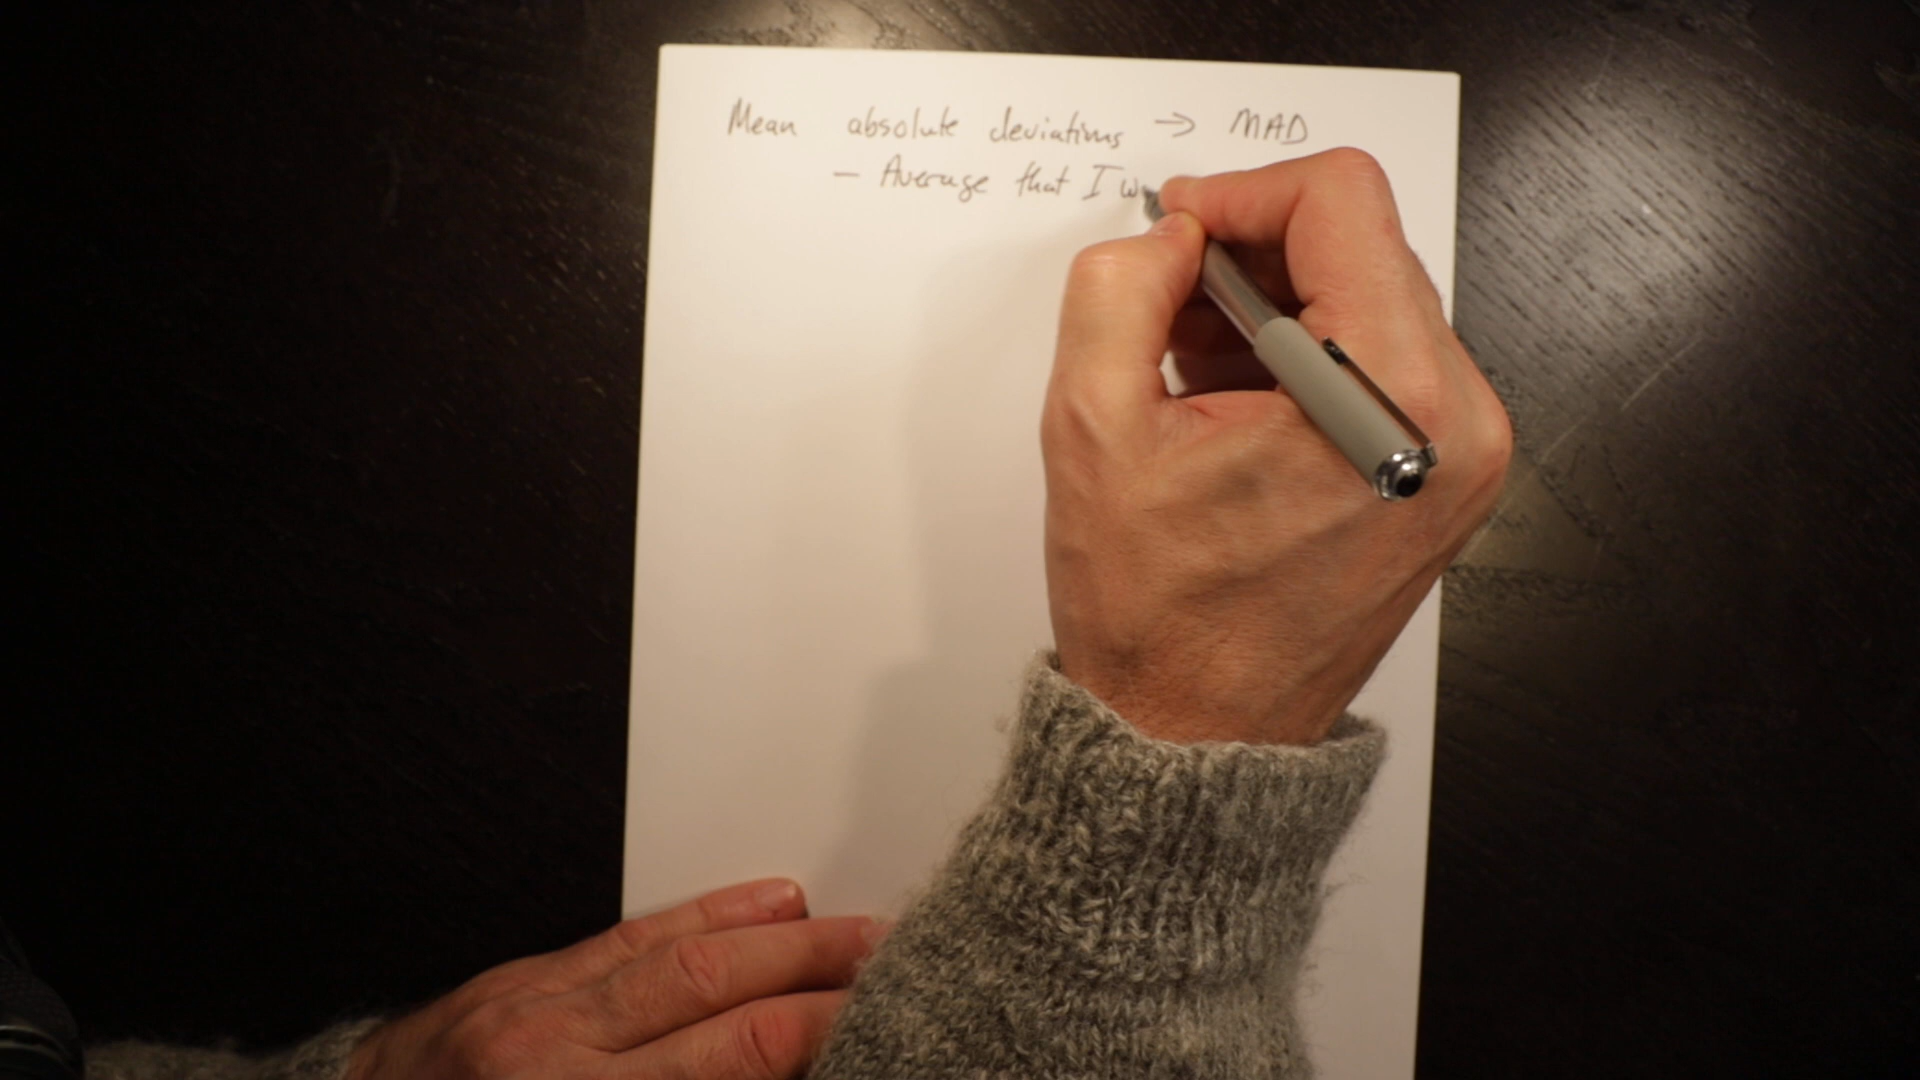 Mean absolute deviations → MAD
– Average that I w